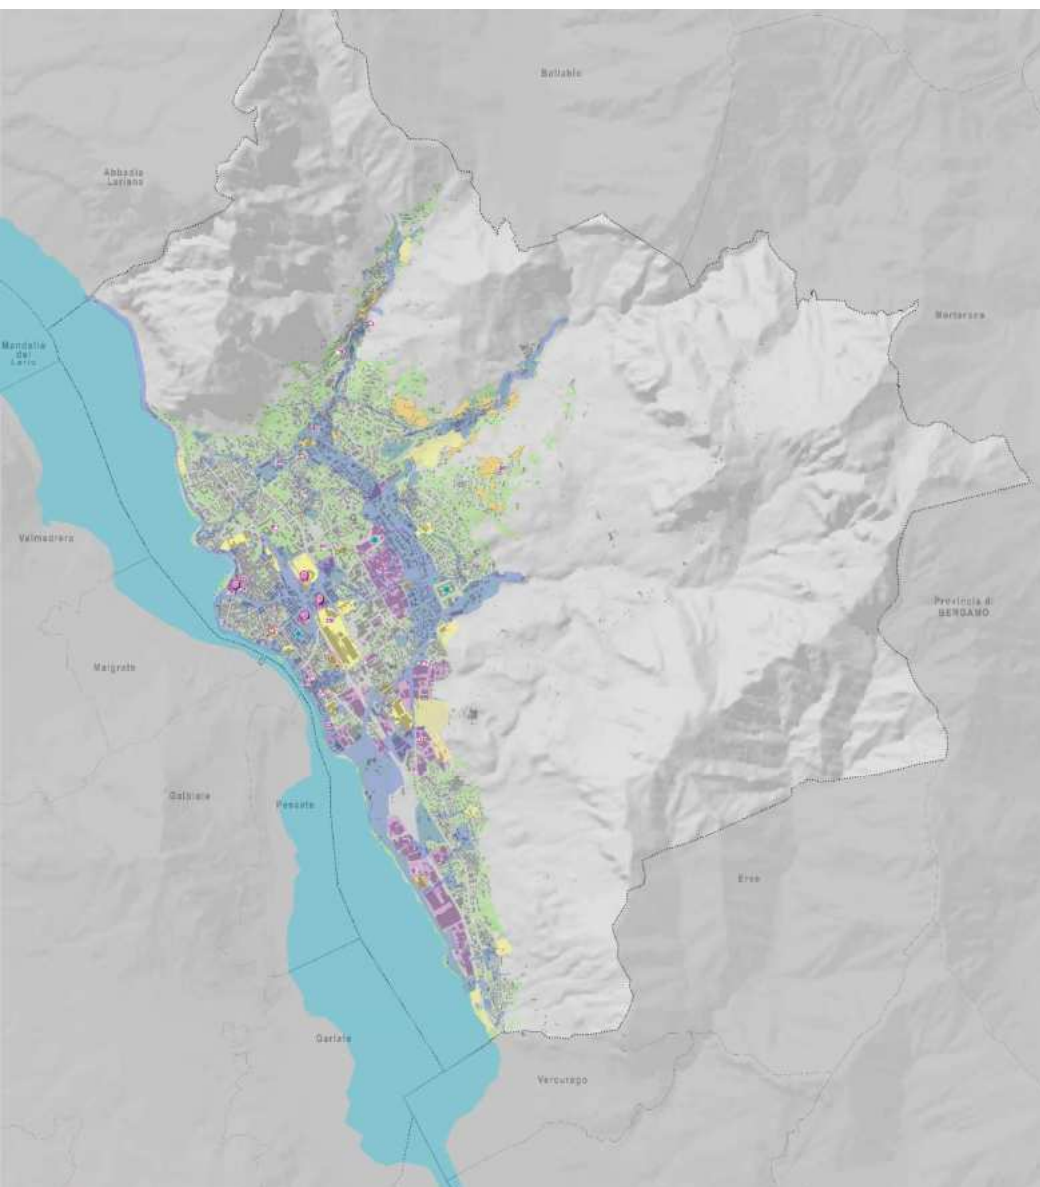 Ballabio
Abbadia
Lariana
Morterone
Mandello
del
Lario
Valmadrera
Provincia di
BERGAMO
Malgrate
Galbiate
Pescate
Erve
Garlate
Vercurago